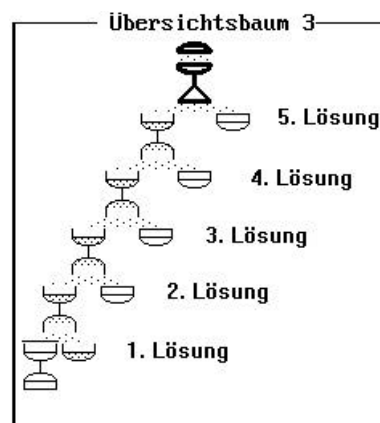 Übersichtsbaum 3
5. Lösung
4. Lösung
3. Lösung
2. Lösung
1. Lösung